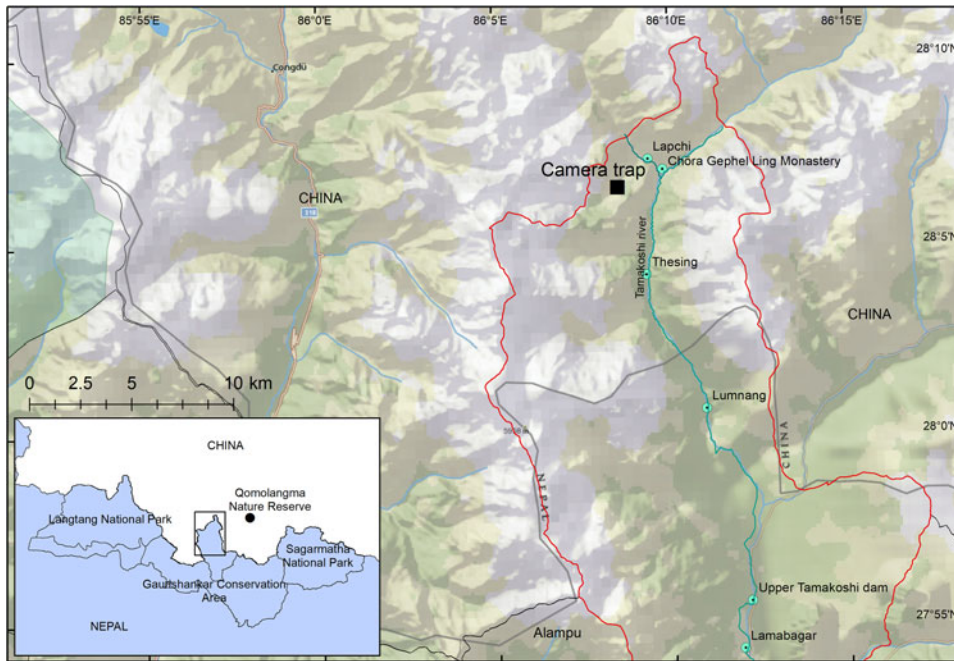 85°55'E
86°0'E
86°5'E
86°10'E
86°15'E
28°10'N
Congdü
Lapchi
Chora Gephel Ling Monastery
Camera trap
CHINA
318
28°5'N
Tamakoshi river
Thesing
CHINA
0 2.5 5 10 km
Lumnang
28°0'N
CHINA
NEPAL
CHINA
Qomolangma
Nature Reserve
Langtang National Park
Sagarmatha
National Park
Gaurishankar Conservation
Area
NEPAL
Upper Tamakoshi dam
27°55'N
Alampu
Lamabagar